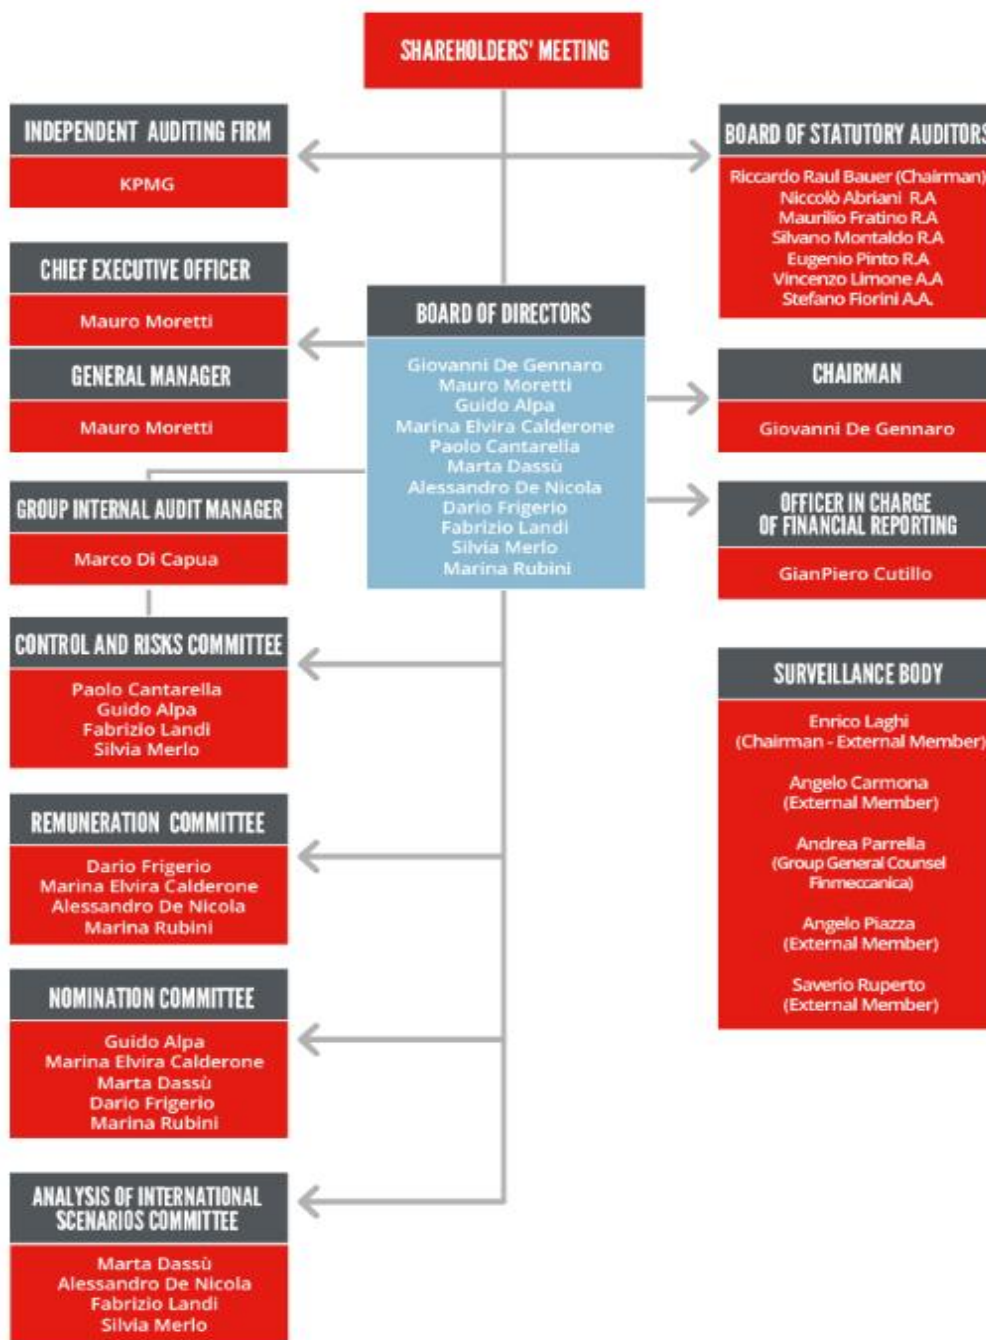 SHAREHOLDERS' MEETING
INDEPENDENT AUDITING FIRM
KPMG
BOARD OF STATUTORY AUDITORS
Riccardo Raul Bauer (Chairman)
Niccolò Abriani R.A
Maurilio Fratino R.A
Silvano Montaldo R.A
Eugenio Pinto R.A
Vincenzo Limone A.A
Stefano Fiorini A.A.
CHIEF EXECUTIVE OFFICER
Mauro Moretti
GENERAL MANAGER
Mauro Moretti
BOARD OF DIRECTORS
Giovanni De Gennaro
Mauro Moretti
Guido Alpa
Marina Elvira Calderone
Paolo Cantarella
Marta Dassù
Alessandro De Nicola
Dario Frigerio
Fabrizio Landi
Silvia Merlo
Marina Rubini
CHAIRMAN
Giovanni De Gennaro
GROUP INTERNAL AUDIT MANAGER
Marco Di Capua
OFFICER IN CHARGE
OF FINANCIAL REPORTING
GianPiero Cutillo
CONTROL AND RISKS COMMITTEE
Paolo Cantarella
Guido Alpa
Fabrizio Landi
Silvia Merlo
SURVEILLANCE BODY
Enrico Laghi
(Chairman - External Member)
Angelo Carmona
(External Member)
Andrea Parrella
(Group General Counsel
Finmeccanica)
Angelo Piazza
(External Member)
Saverio Ruperto
(External Member)
REMUNERATION COMMITTEE
Dario Frigerio
Marina Elvira Calderone
Alessandro De Nicola
Marina Rubini
NOMINATION COMMITTEE
Guido Alpa
Marina Elvira Calderone
Marta Dassù
Dario Frigerio
Marina Rubini
ANALYSIS OF INTERNATIONAL
SCENARIOS COMMITTEE
Marta Dassù
Alessandro De Nicola
Fabrizio Landi
Silvia Merlo